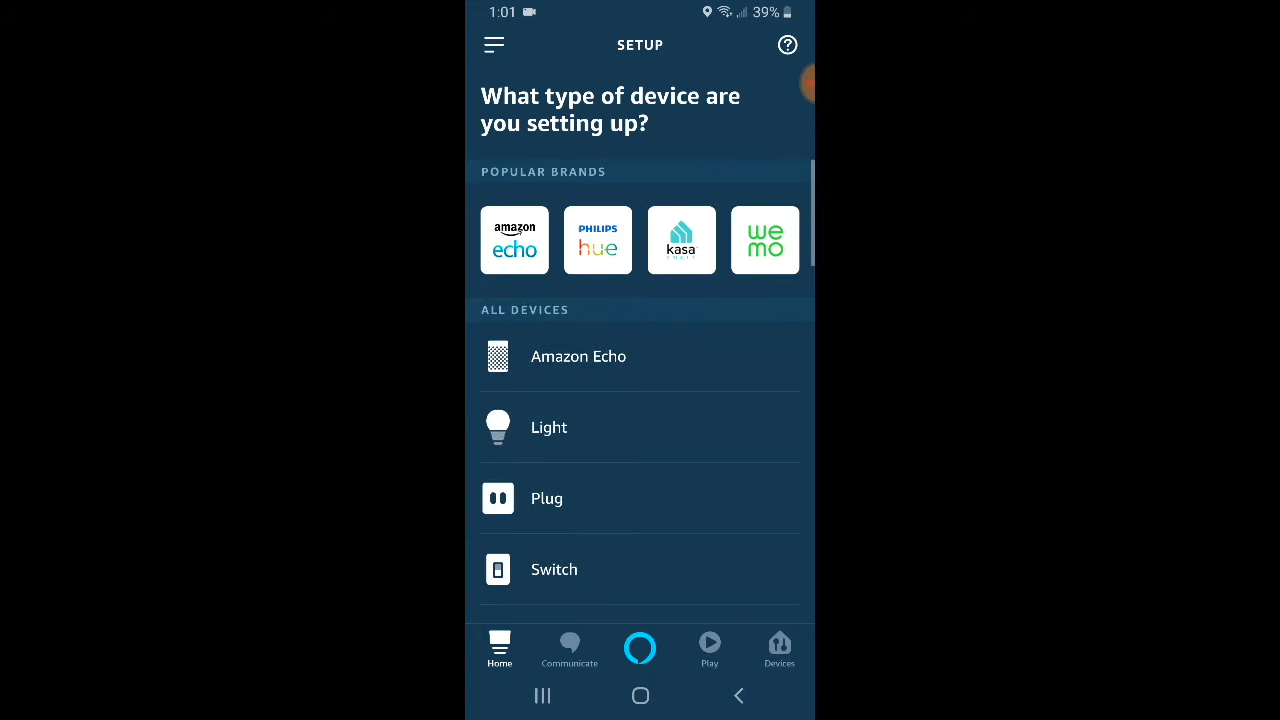 1:01
39%
SETUP
What type of device are
you setting up?
POPULAR BRANDS
amazon
echo
PHILIPS
hue
kasa
smart
we
mo
ALL DEVICES
Amazon Echo
Light
Plug
Switch
Home
Communicate
Play
Devices